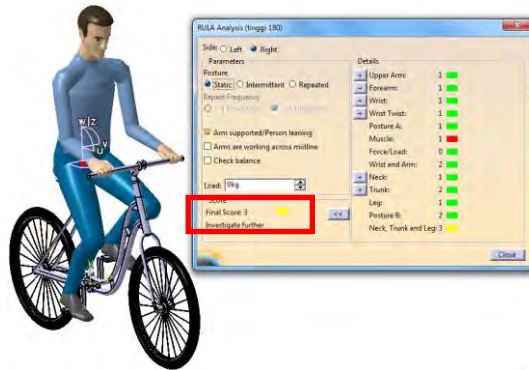 RULA Analysis (tinggi 180)
Side: Left Right
Parameters
Posture
Static Intermittent Repeated
Repeat Frequency
Arm supported/Person leaning
Arms are working across midline
Check balance
Load: 0kg
Score
Final Score: 3
Investigate further
<<
Details
+ Upper Arm: 1
+ Forearm: 1
+ Wrist: 1
+ Wrist Twist: 1
Posture A: 1
Muscle: 1
Force/Load: 0
Wrist and Arm: 2
+ Neck: 1
+ Trunk: 2
Leg: 1
Posture B: 2
Neck, Trunk and Leg: 3
Close
W
z
v
u